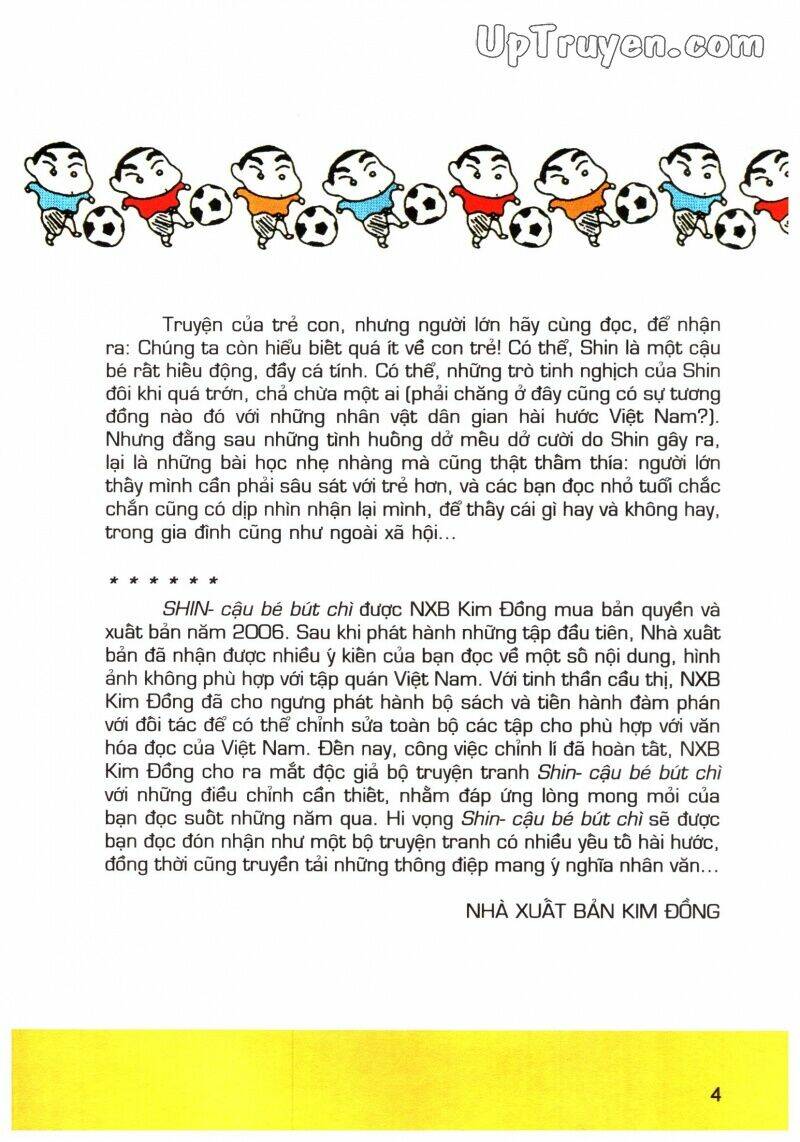 UpTruyen.com
Truyện của trẻ con, nhưng người lớn hãy cùng đọc, để nhận
ra: Chúng ta còn hiểu biết quá ít về con trẻ! Có thể, Shin là một cậu
bé rất hiếu động, đầy cá tính. Có thể, những trò tinh nghịch của Shin
đôi khi quá trớn, chả chừa một ai (phải chăng ở đây cũng có sự tương
đồng nào đó với những nhân vật dân gian hài hước Việt Nam?).
Nhưng đằng sau những tình huống dở mếu dở cười do Shin gây ra,
lại là những bài học nhẹ nhàng mà cũng thật thấm thía: người lớn
thấy mình cần phải sâu sát với trẻ hơn, và các bạn đọc nhỏ tuổi chắc
chắn cũng có dịp nhìn nhận lại mình, để thấy cái gì hay và không hay,
trong gia đình cũng như ngoài xã hội...
* * * * * *
SHIN- cậu bé bút chì được NXB Kim Đồng mua bản quyền và
xuất bản năm 2006. Sau khi phát hành những tập đầu tiên, Nhà xuất
bản đã nhận được nhiều ý kiến của bạn đọc về một số nội dung, hình
ảnh không phù hợp với tập quán Việt Nam. Với tinh thần cầu thị, NXB
Kim Đồng đã cho ngưng phát hành bộ sách và tiến hành đàm phán
với đối tác để có thể chỉnh sửa toàn bộ các tập cho phù hợp với văn
hóa đọc của Việt Nam. Đến nay, công việc chỉnh lí đã hoàn tất, NXB
Kim Đồng cho ra mắt độc giả bộ truyện tranh Shin- cậu bé bút chì
với những điều chỉnh cần thiết, nhằm đáp ứng lòng mong mỏi của
bạn đọc suốt những năm qua. Hi vọng Shin- cậu bé bút chì sẽ được
bạn đọc đón nhận như một bộ truyện tranh có nhiều yếu tố hài hước,
đồng thời cũng truyền tải những thông điệp mang ý nghĩa nhân văn...
NHÀ XUẤT BẢN KIM ĐỒNG
4